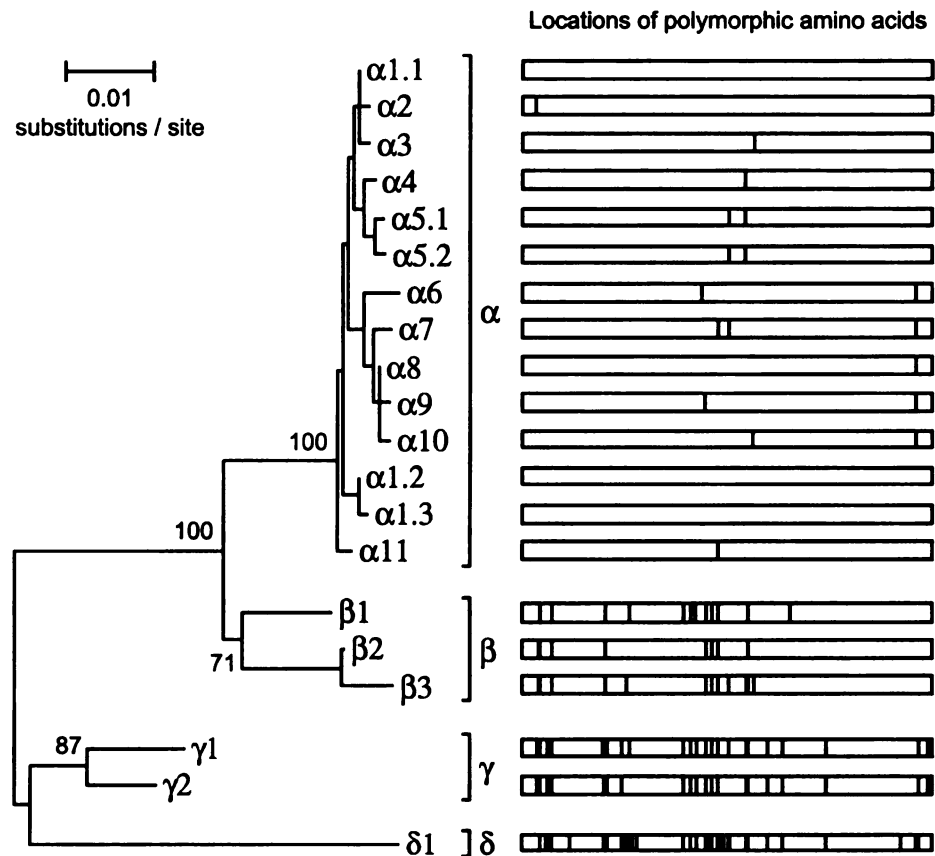 Locations of polymorphic amino acids
0.01
substitutions / site
α1.1
α2
α3
α4
α5.1
α5.2
α6
α7
α8
α9
α10
α1.2
α1.3
α11
α
100
100
β1
β2
β3
β
71
87
γ1
γ2
γ
δ1
δ